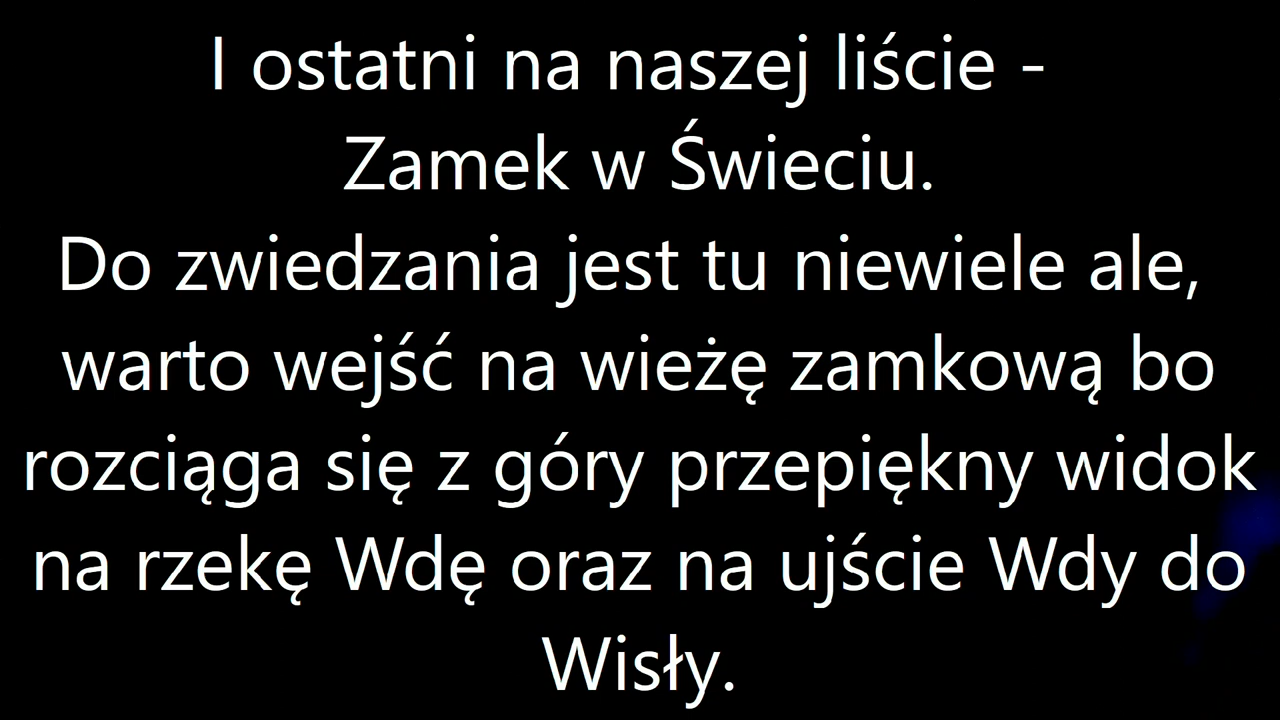 I ostatni na naszej liście -
Zamek w Świeciu.
Do zwiedzania jest tu niewiele ale,
warto wejść na wieżę zamkową bo
rozciąga się z góry przepiękny widok
na rzekę Wdę oraz na ujście Wdy do
Wisły.